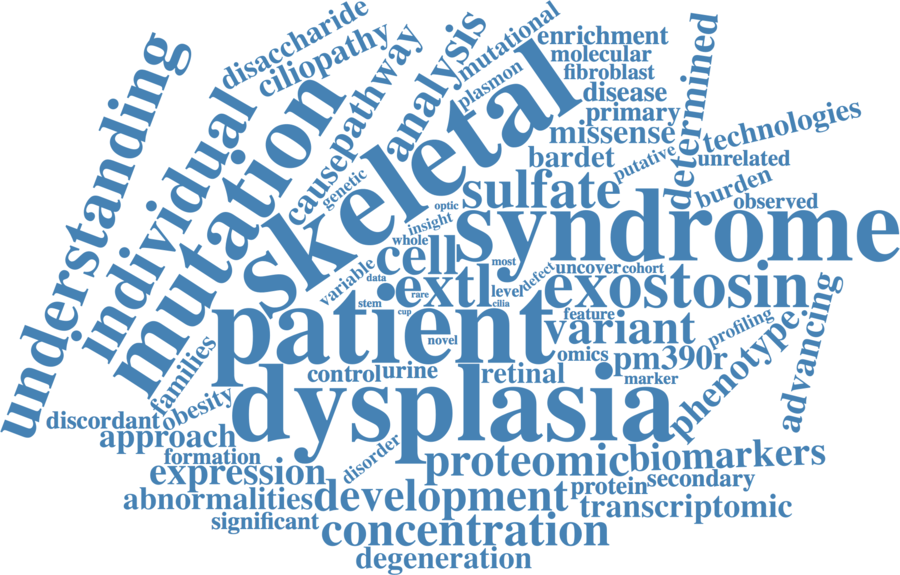 disaccharide
ciliopathy
mutational
enrichment
molecular
fibroblast
disease
primary
missense
bardet
plasmon
analysis
pathway
cause
genetic
understanding
individual
mutation
skeletal
determined
technologies
putative
unrelated
burden
observed
optic
insight
whole
sulfate
syndrome
cell
most
defect
uncover
cohort
variable
data
stem
rare
cup
extl
level
cilia
exostosin
feature
patient
novel
variant
profiling
advancing
omics
pm390r
phenotype
families
control
urine
retinal
marker
obesity
discordant
dysplasia
approach
formation
disorder
expression
proteomic
biomarkers
abnormalities
development
protein
secondary
transcriptomic
significant
concentration
degeneration